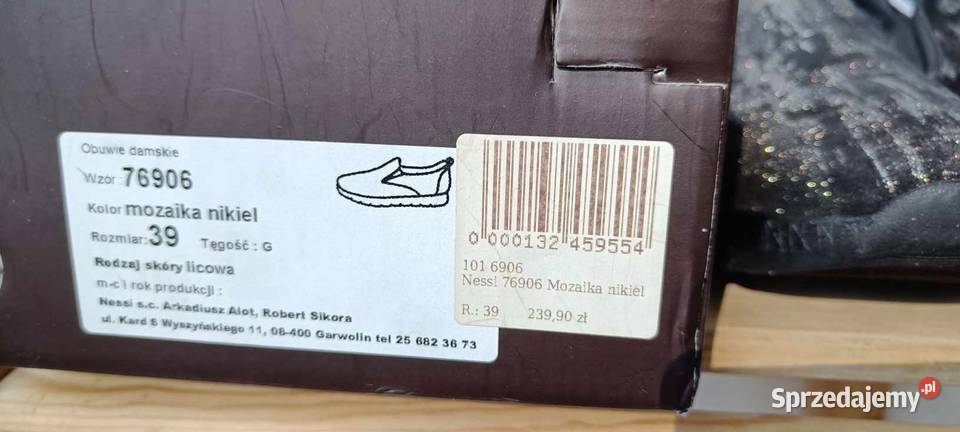 Obuwie damskie
Wzór : 76906
Kolor mozaika nikiel
Rozmiar: 39 Tęgość : G
Rodzaj skóry licowa
m-c i rok produkcji :
Nessi s.c. Arkadiusz Alot, Robert Sikora
ul. Kard S Wyszyńskiego 11, 08-400 Garwolin tel 25 682 36 73
0 000132 459554
101 6906
Nessi 76906 Mozaika nikiel
R.: 39 239,90 zł
Sprzedajemy.pl